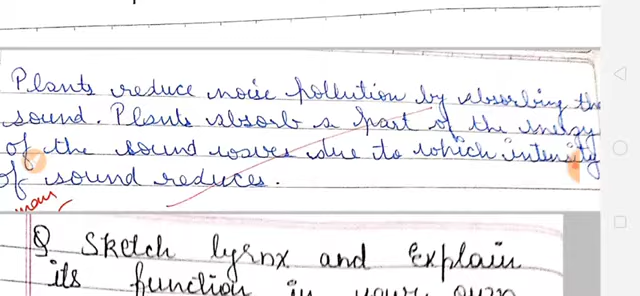 Plants reduce noise pollution by absorbing the
sound. Plants absorb a part of the energy
of the sound waves due to which intensity
of sound reduces.
Q Sketch lyrnx and explain
its function in your own